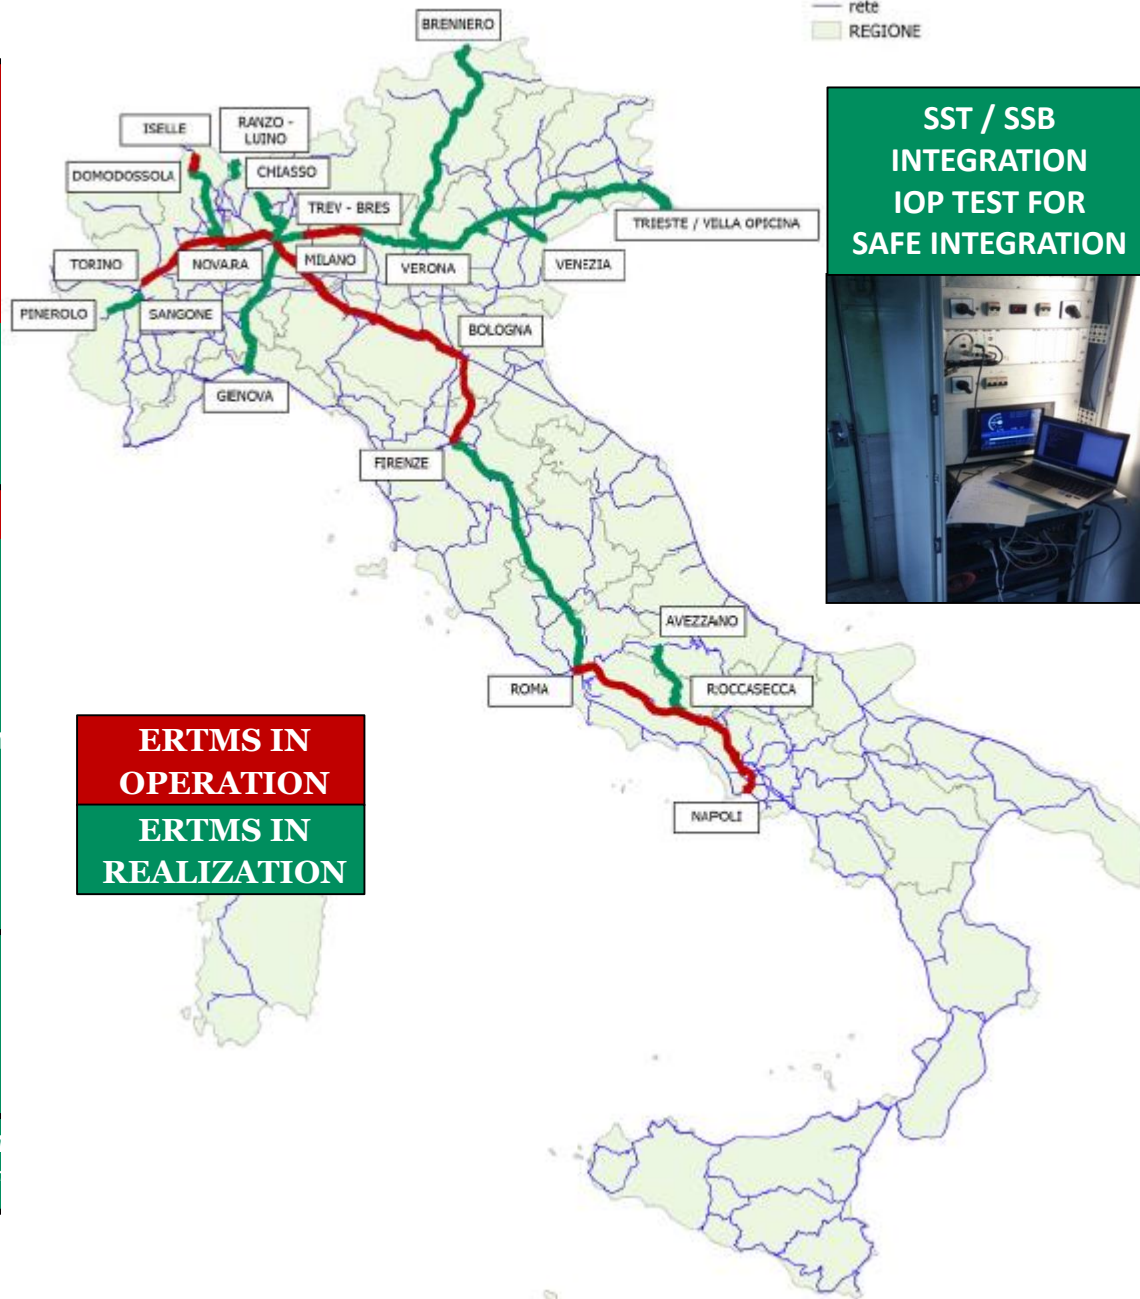 rete
REGIONE
BRENNERO
SST / SSB
INTEGRATION
IOP TEST FOR
SAFE INTEGRATION
ISELLE
RANZO -
LUINO
DOMODOSSOLA
CHIASSO
TREV - BRES
TRIESTE / VILLA OPICINA
TORINO
NOVARA
MILANO
VERONA
VENEZIA
PINEROLO
SANGONE
BOLOGNA
GENOVA
FIRENZE
AVEZZANO
ROMA
ROCCASECCA
ERTMS IN
OPERATION
ERTMS IN
REALIZATION
NAPOLI